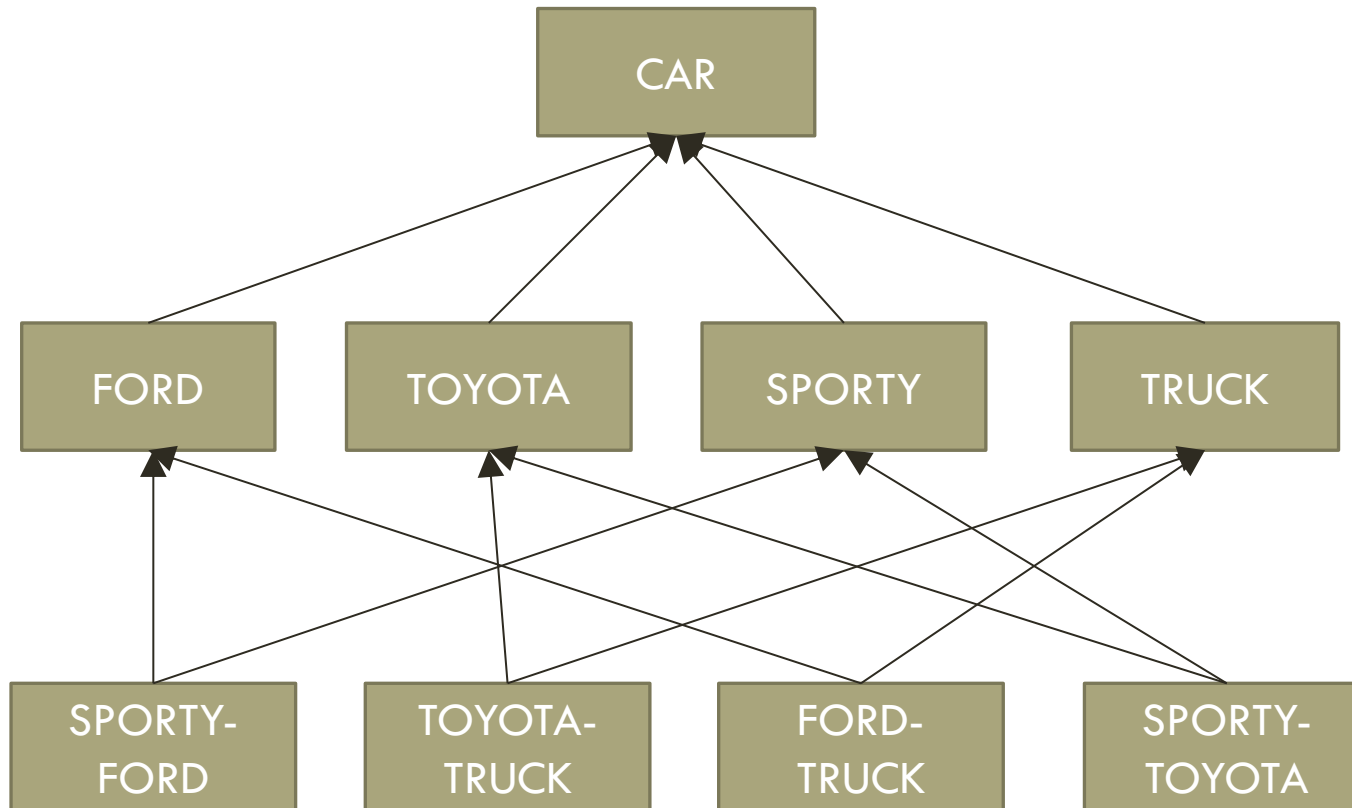 CAR
FORD
TOYOTA
SPORTY
TRUCK
SPORTY-
FORD
TOYOTA-
TRUCK
FORD-
TRUCK
SPORTY-
TOYOTA